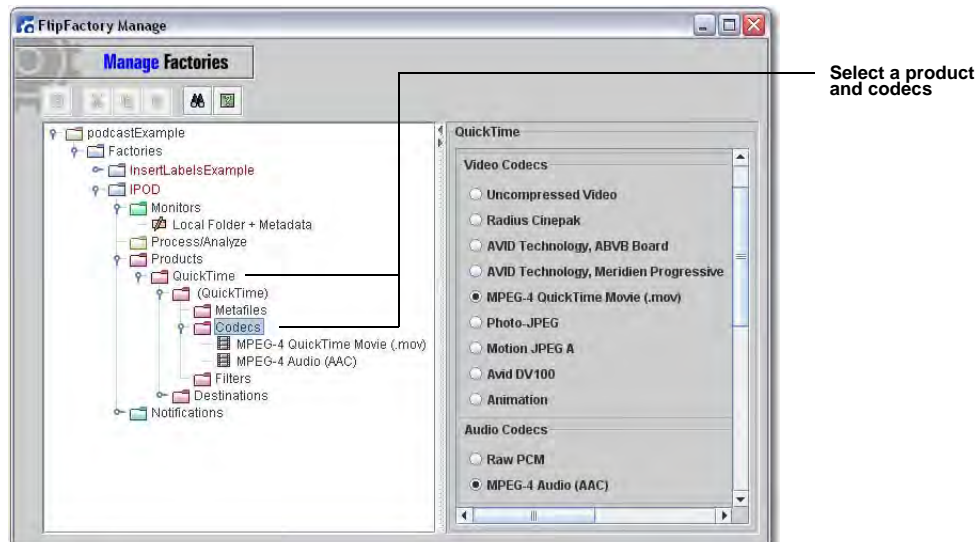 FlipFactory Manage
Manage Factories
Select a product
and codecs
podcastExample
Factories
InsertLabelsExample
IPOD
Monitors
Local Folder + Metadata
Process/Analyze
Products
QuickTime
(QuickTime)
Metafiles
Codecs
MPEG-4 QuickTime Movie (.mov)
MPEG-4 Audio (AAC)
Filters
Destinations
Notifications
QuickTime
Video Codecs
Uncompressed Video
Radius Cinepak
AVID Technology, ABVB Board
AVID Technology, Meridien Progressive
MPEG-4 QuickTime Movie (.mov)
Photo-JPEG
Motion JPEG A
Avid DV100
Animation
Audio Codecs
Raw PCM
MPEG-4 Audio (AAC)